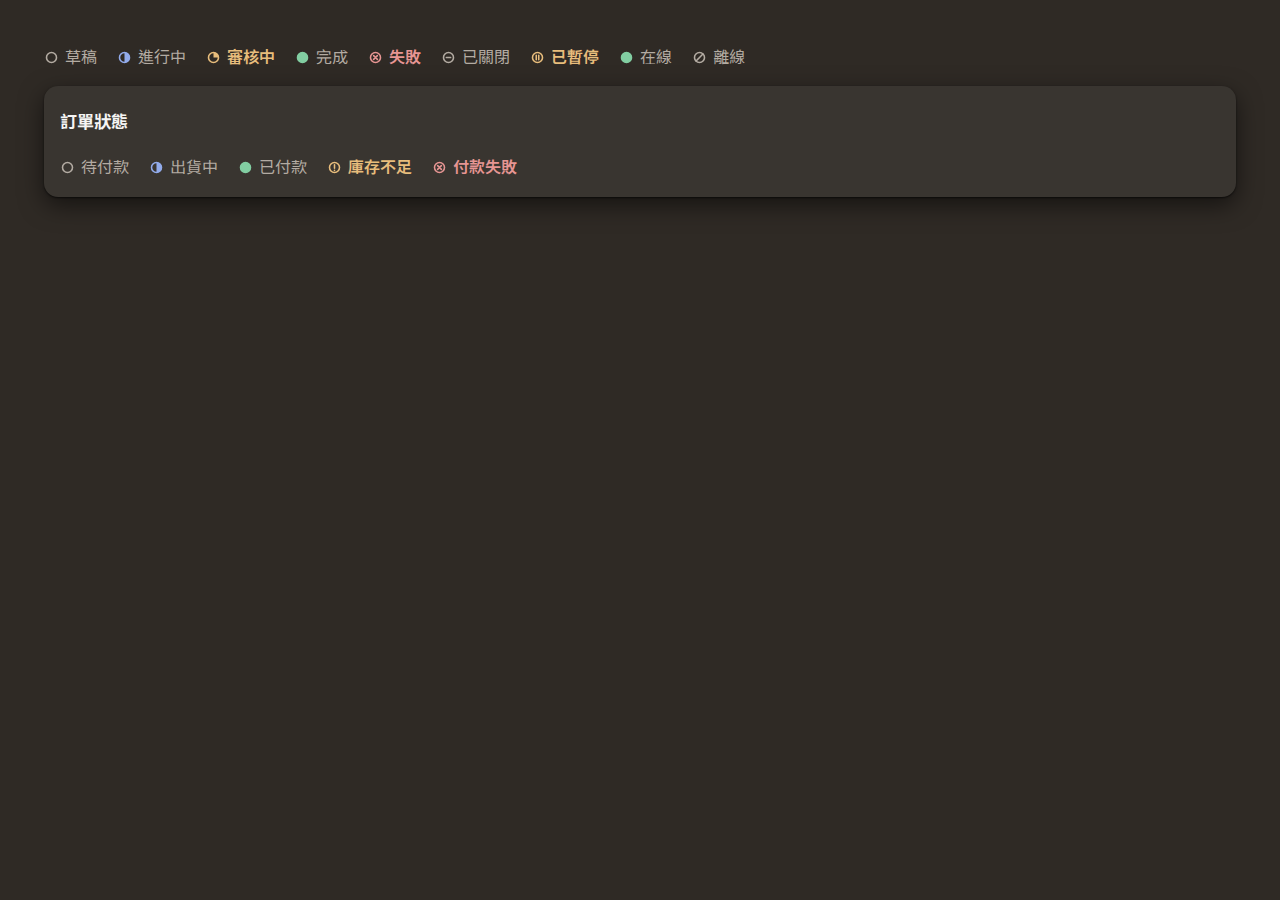 草稿 進行中 審核中 完成 失敗 已關閉 已暫停 在線 離線
訂單狀態
待付款 出貨中 已付款 庫存不足 付款失敗